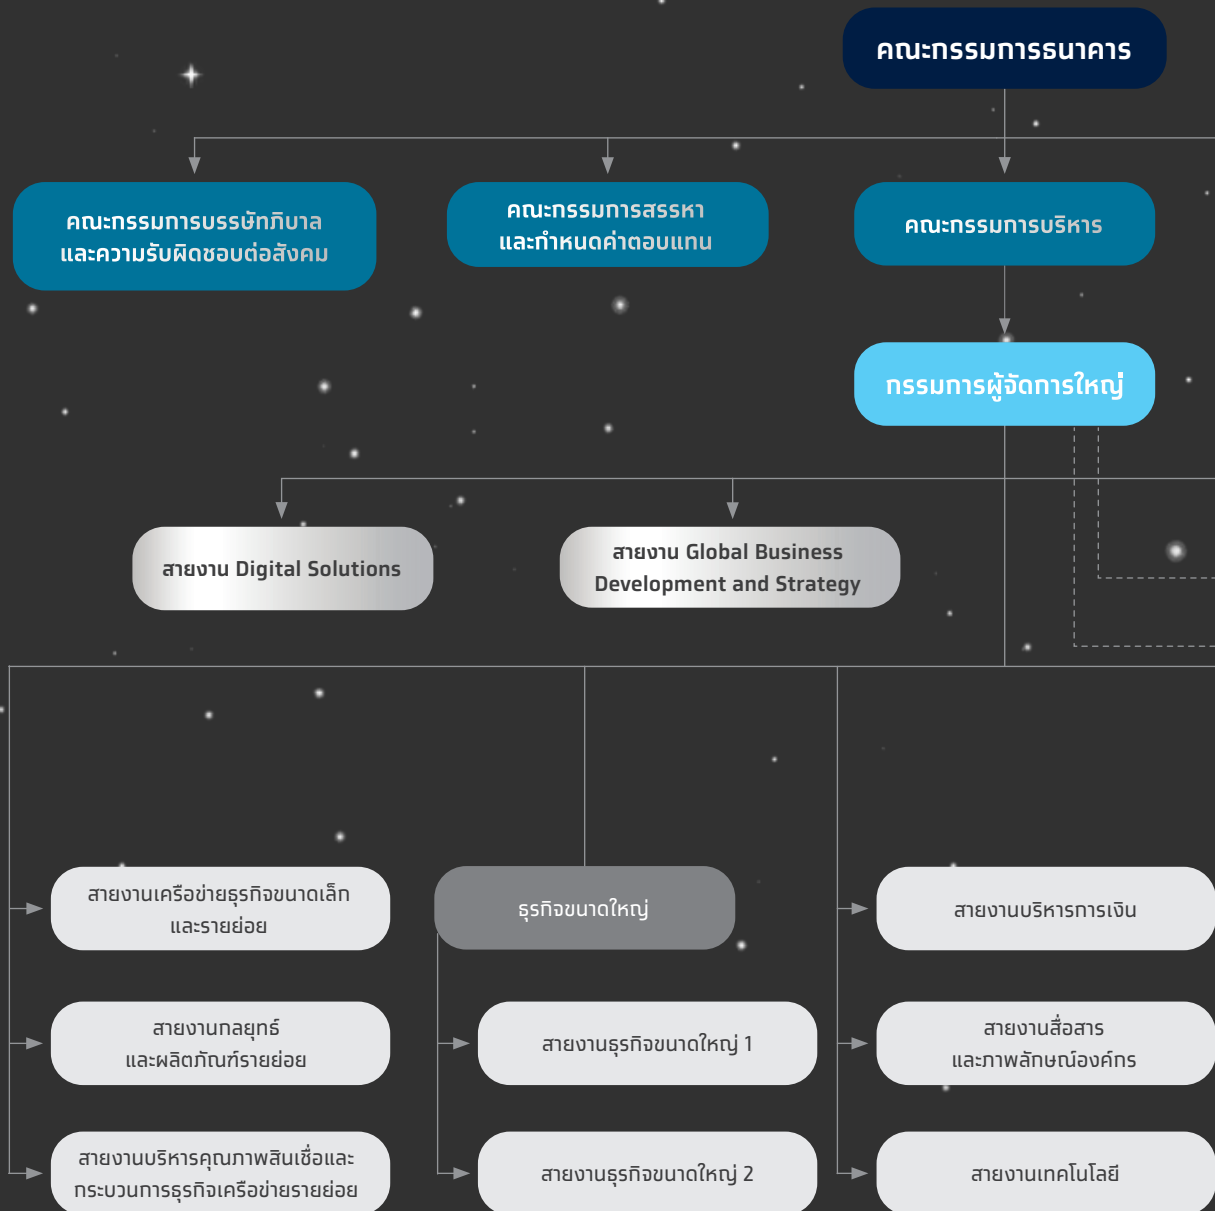 คณะกรรมการธนาคาร
คณะกรรมการบรรษัทภิบาล
และความรับผิดชอบต่อสังคม
คณะกรรมการสรรหา
และกำหนดค่าตอบแทน
คณะกรรมการบริหาร
กรรมการผู้จัดการใหญ่
สายงาน Digital Solutions
สายงาน Global Business
Development and Strategy
สายงานเครือข่ายธุรกิจขนาดเล็ก
และรายย่อย
ธุรกิจขนาดใหญ่
สายงานบริหารการเงิน
สายงานกลยุทธ์
และผลิตภัณฑ์รายย่อย
สายงานธุรกิจขนาดใหญ่ 1
สายงานสื่อสาร
และภาพลักษณ์องค์กร
สายงานบริหารคุณภาพสินเชื่อและ
กระบวนการธุรกิจเครือข่ายรายย่อย
สายงานธุรกิจขนาดใหญ่ 2
สายงานเทคโนโลยี